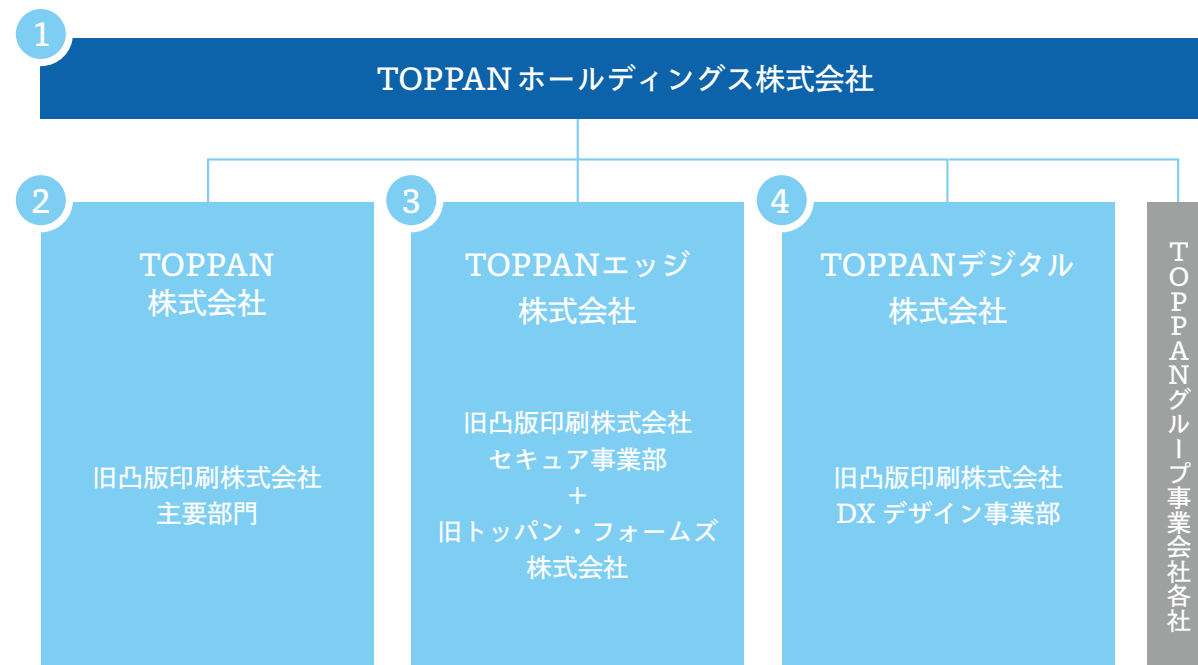 1
TOPPANホールディングス株式会社
2
TOPPAN
株式会社
旧凸版印刷株式会社
主要部門
3
TOPPANエッジ
株式会社
旧凸版印刷株式会社
セキュア事業部
+
旧トッパン・フォームズ
株式会社
4
TOPPANデジタル
株式会社
旧凸版印刷株式会社
DX デザイン事業部
TOPPANグループ事業会社各社